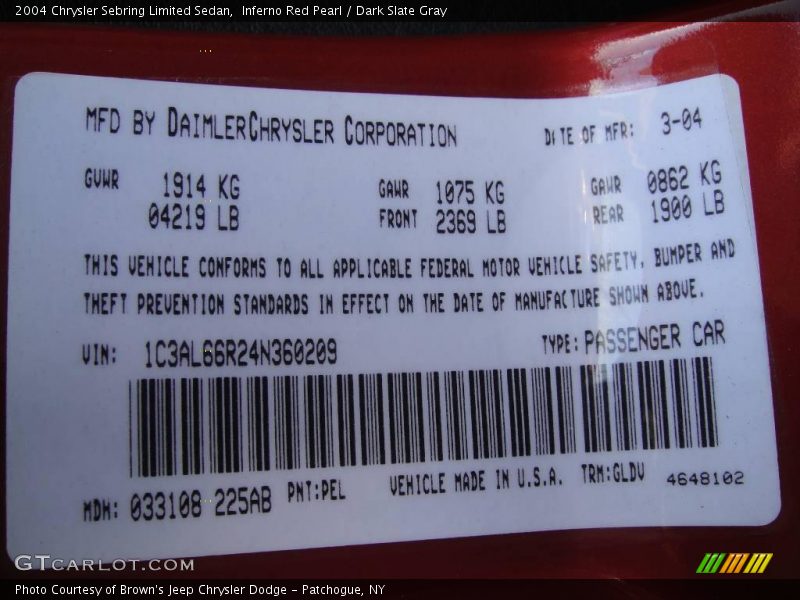 2004 Chrysler Sebring Limited Sedan,  Inferno Red Pearl / Dark Slate Gray
MFD BY DAIMLERCHRYSLER CORPORATION DATE OF MFR: 3-04
GVWR 1914 KG GAWR 1075 KG GAWR 0862 KG
04219 LB FRONT 2369 LB REAR 1900 LB
THIS VEHICLE CONFORMS TO ALL APPLICABLE FEDERAL MOTOR VEHICLE SAFETY, BUMPER AND
THEFT PREVENTION STANDARDS IN EFFECT ON THE DATE OF MANUFACTURE SHOWN ABOVE.
VIN: 1C3AL66R24N360209 TYPE: PASSENGER CAR
MDH: 033108 225AB PNT:PEL VEHICLE MADE IN U.S.A. TRM:GLDV 4648102
GTCARLOT.COM
Photo Courtesy of Brown's Jeep Chrysler Dodge - Patchogue, NY